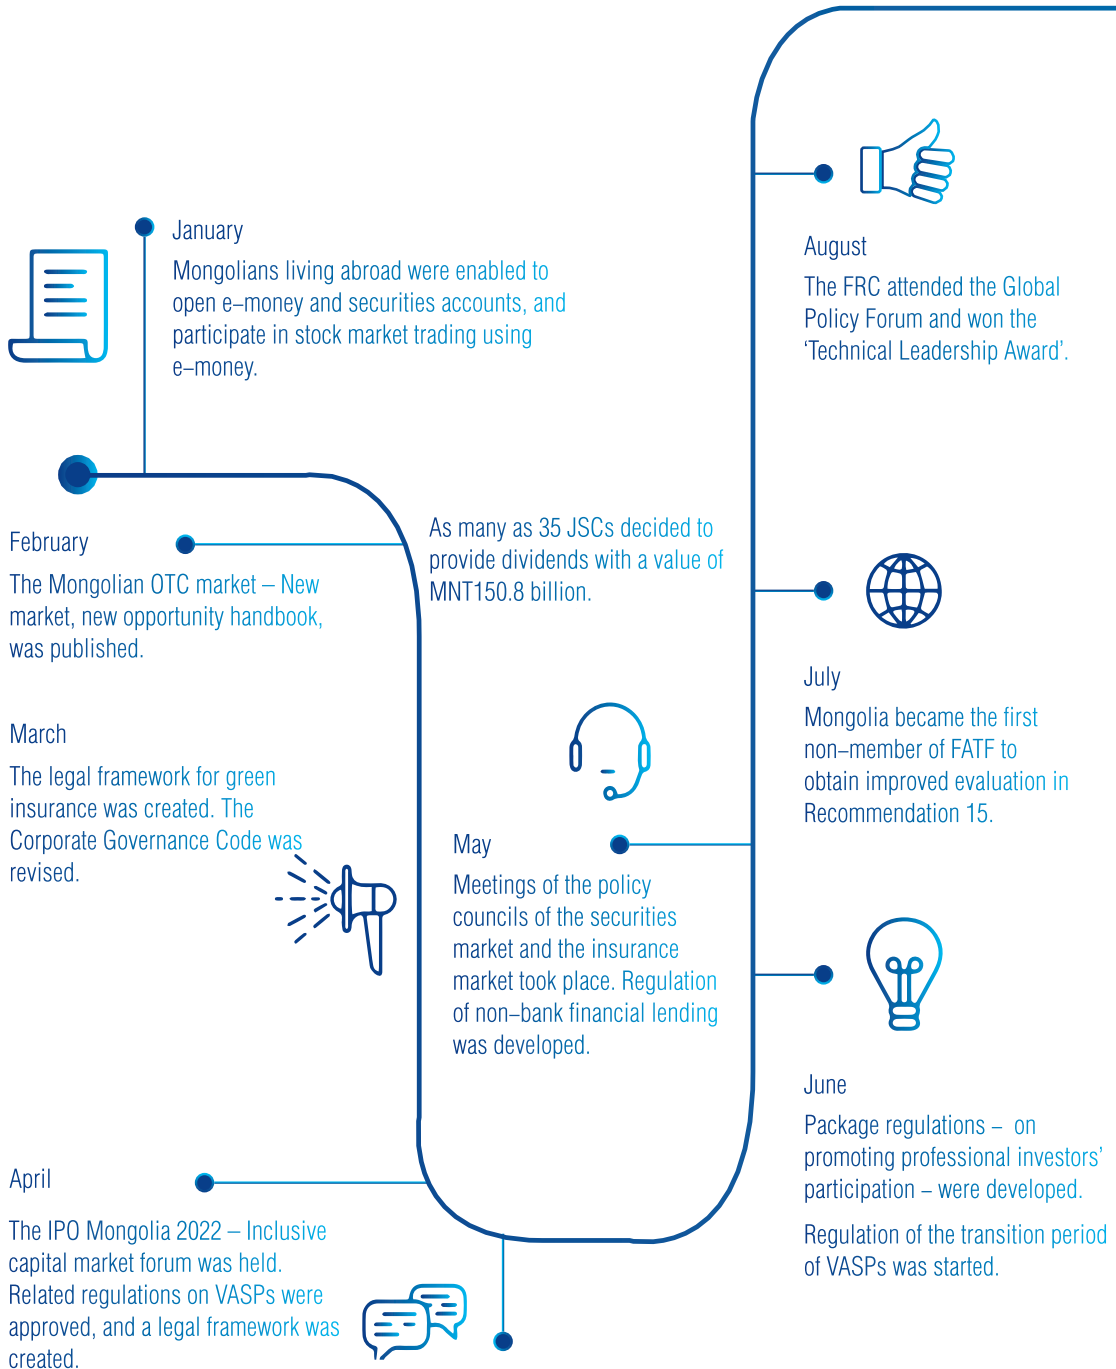 January
Mongolians living abroad were enabled to
open e–money and securities accounts, and
participate in stock market trading using
e–money.
February
The Mongolian OTC market – New
market, new opportunity handbook,
was published.
As many as 35 JSCs decided to
provide dividends with a value of
MNT150.8 billion.
March
The legal framework for green
insurance was created. The
Corporate Governance Code was
revised.
April
The IPO Mongolia 2022 – Inclusive
capital market forum was held.
Related regulations on VASPs were
approved, and a legal framework was
created.
May
Meetings of the policy
councils of the securities
market and the insurance
market took place. Regulation
of non–bank financial lending
was developed.
June
Package regulations –  on
promoting professional investors’
participation – were developed.
Regulation of the transition period
of VASPs was started.
July
Mongolia became the first
non–member of FATF to
obtain improved evaluation in
Recommendation 15.
August
The FRC attended the Global
Policy Forum and won the
‘Technical Leadership Award’.